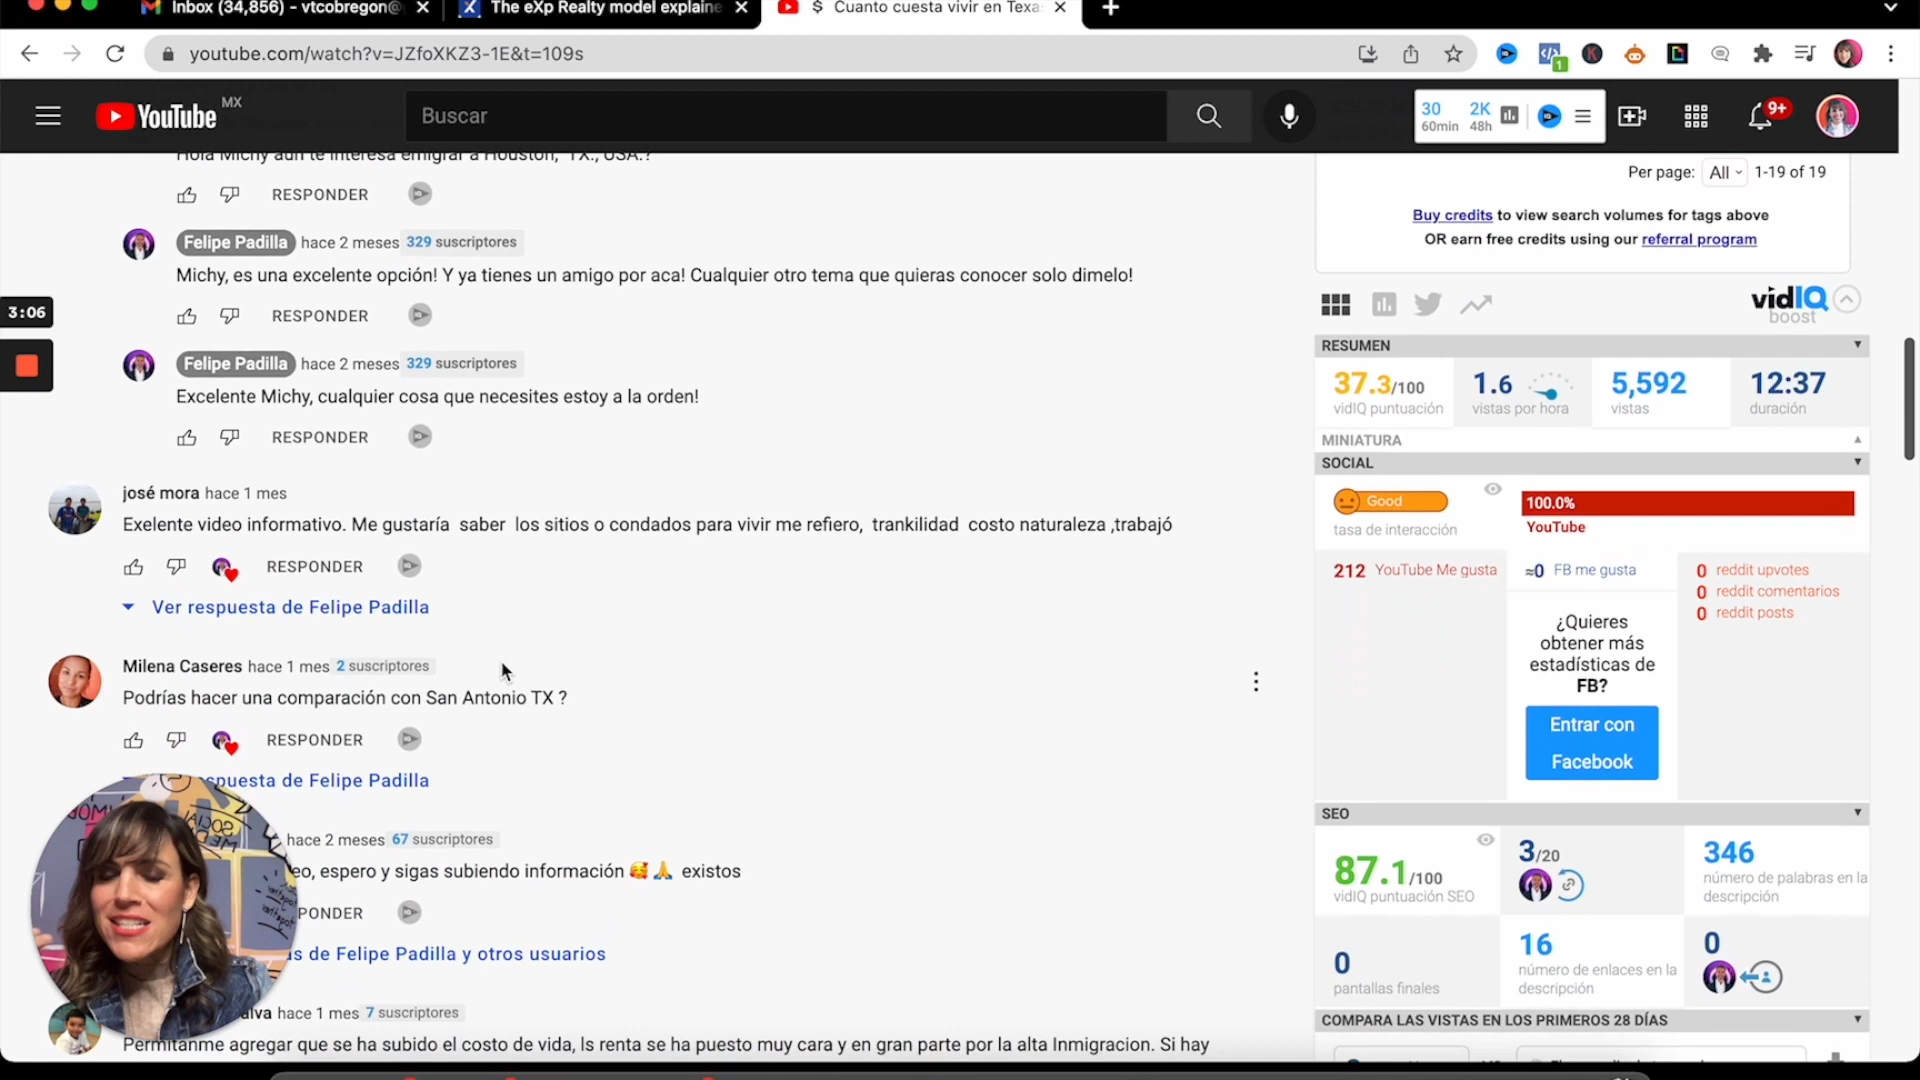 Inbox (34,856) - vtcobregon@
The eXp Realty model explaine
$ Cuanto cuesta vivir en Texa
youtube.com/watch?v=JZfoXKZ3-1E&t=109s
1
YouTube MX
Buscar
30 60min
2K 48h
9+
Hola Michy aun te interesa emigrar a Houston, TX., USA.?
RESPONDER
Felipe Padilla hace 2 meses 329 suscriptores
Michy, es una excelente opción! Y ya tienes un amigo por aca! Cualquier otro tema que quieras conocer solo dimelo!
RESPONDER
3:06
Felipe Padilla hace 2 meses 329 suscriptores
Excelente Michy, cualquier cosa que necesites estoy a la orden!
RESPONDER
josé mora hace 1 mes
Exelente video informativo. Me gustaría saber los sitios o condados para vivir me refiero, trankilidad costo naturaleza ,trabajó
RESPONDER
Ver respuesta de Felipe Padilla
Milena Caseres hace 1 mes 2 suscriptores
Podrías hacer una comparación con San Antonio TX ?
RESPONDER
spuesta de Felipe Padilla
hace 2 meses 67 suscriptores
eo, espero y sigas subiendo información 🥰🙏 existos
PONDER
s de Felipe Padilla y otros usuarios
alva hace 1 mes 7 suscriptores
Permitanme agregar que se ha subido el costo de vida, ls renta se ha puesto muy cara y en gran parte por la alta Inmigracion. Si hay
Per page: All 1-19 of 19
Buy credits to view search volumes for tags above
OR earn free credits using our referral program
vidIQ
boost
RESUMEN
37.3/100
vidIQ puntuación
1.6
vistas por hora
5,592
vistas
12:37
duración
MINIATURA
SOCIAL
Good
tasa de interacción
100.0%
YouTube
212 YouTube Me gusta
≈0 FB me gusta
0 reddit upvotes
0 reddit comentarios
0 reddit posts
¿Quieres
obtener más
estadísticas de
FB?
Entrar con
Facebook
SEO
87.1/100
vidIQ puntuación SEO
3/20
346
número de palabras en la
descripción
0
pantallas finales
16
número de enlaces en la
descripción
0
COMPARA LAS VISTAS EN LOS PRIMEROS 28 DÍAS